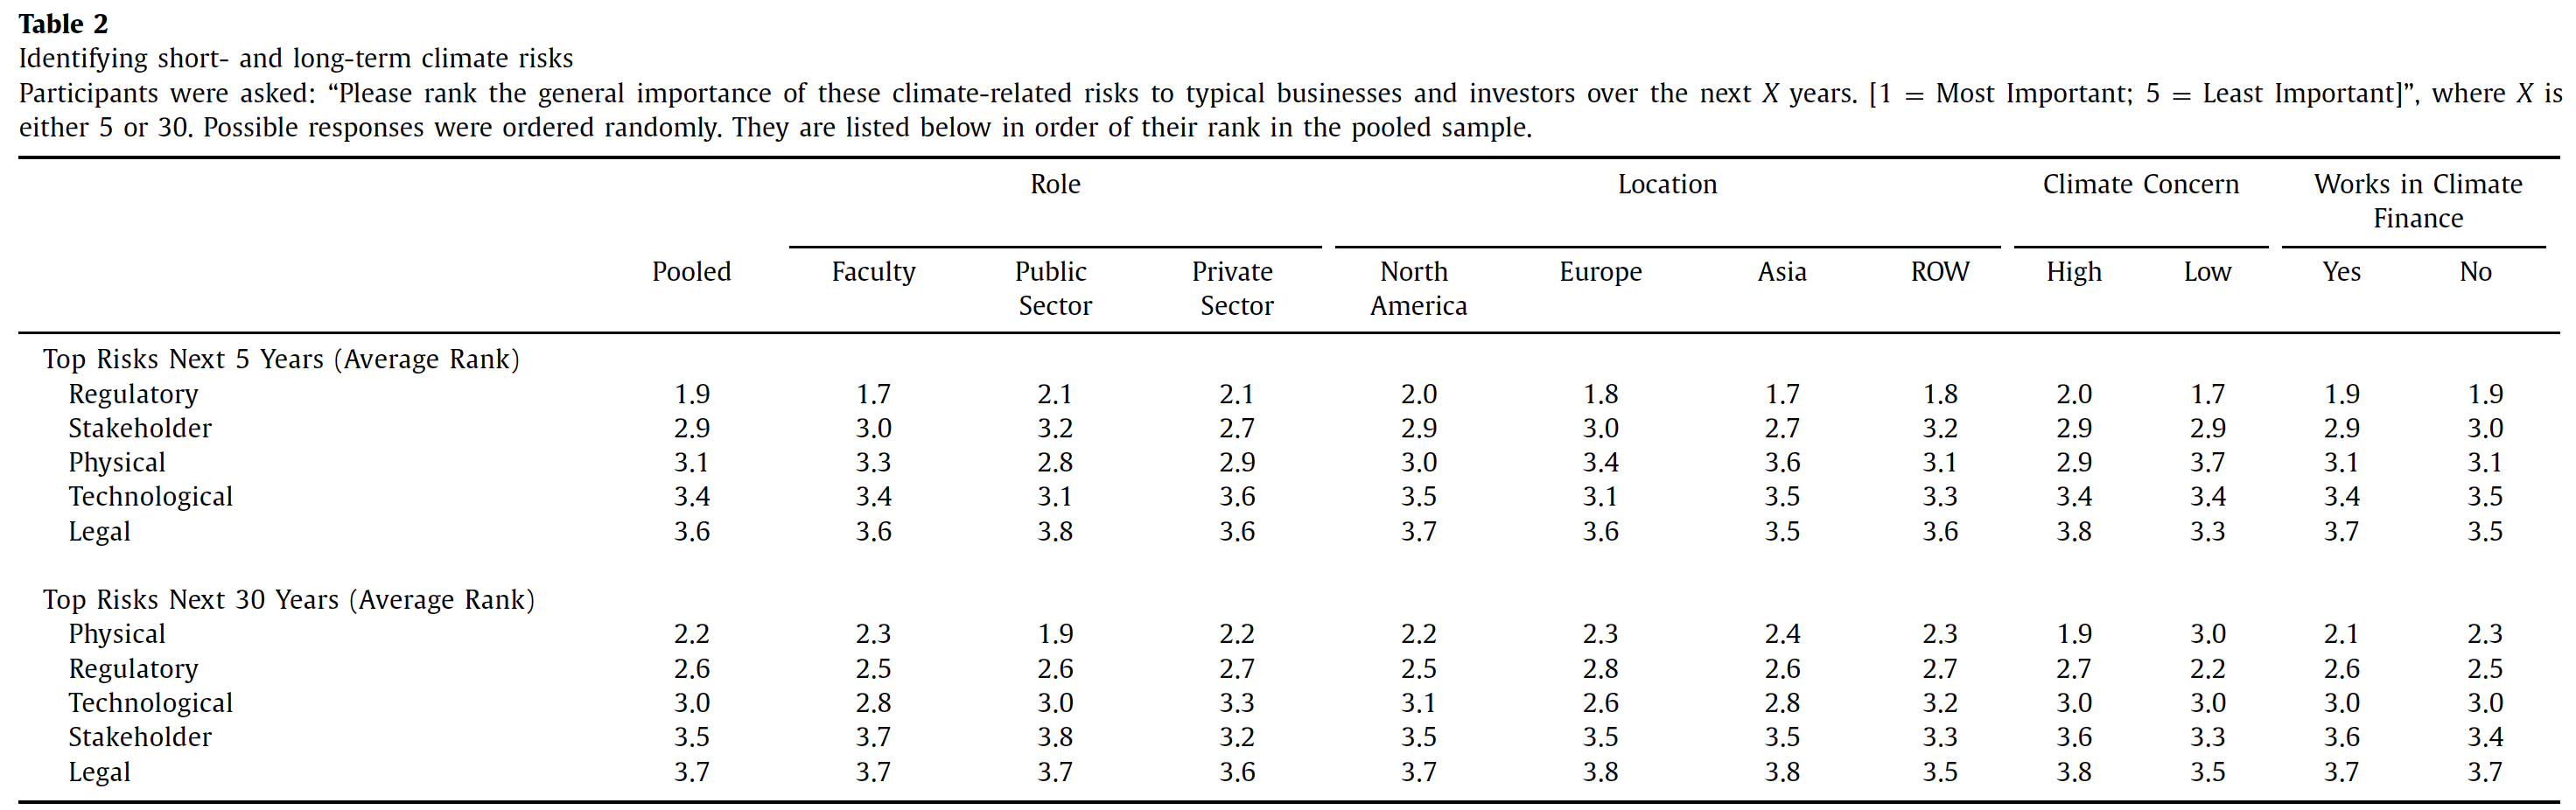 Table 2
Identifying short- and long-term climate risks
Participants were asked: “Please rank the general importance of these climate-related risks to typical businesses and investors over the next X years. [1 = Most Important; 5 = Least Important]”, where X is
either 5 or 30. Possible responses were ordered randomly. They are listed below in order of their rank in the pooled sample.
Role Location Climate Concern Works in Climate
Finance
Pooled Faculty Public Private North Europe Asia ROW High Low Yes No
Sector Sector America
Top Risks Next 5 Years (Average Rank)
Regulatory 1.9 1.7 2.1 2.1 2.0 1.8 1.7 1.8 2.0 1.7 1.9 1.9
Stakeholder 2.9 3.0 3.2 2.7 2.9 3.0 2.7 3.2 2.9 2.9 2.9 3.0
Physical 3.1 3.3 2.8 2.9 3.0 3.4 3.6 3.1 2.9 3.7 3.1 3.1
Technological 3.4 3.4 3.1 3.6 3.5 3.1 3.5 3.3 3.4 3.4 3.4 3.5
Legal 3.6 3.6 3.8 3.6 3.7 3.6 3.5 3.6 3.8 3.3 3.7 3.5
Top Risks Next 30 Years (Average Rank)
Physical 2.2 2.3 1.9 2.2 2.2 2.3 2.4 2.3 1.9 3.0 2.1 2.3
Regulatory 2.6 2.5 2.6 2.7 2.5 2.8 2.6 2.7 2.7 2.2 2.6 2.5
Technological 3.0 2.8 3.0 3.3 3.1 2.6 2.8 3.2 3.0 3.0 3.0 3.0
Stakeholder 3.5 3.7 3.8 3.2 3.5 3.5 3.5 3.3 3.6 3.3 3.6 3.4
Legal 3.7 3.7 3.7 3.6 3.7 3.8 3.8 3.5 3.8 3.5 3.7 3.7